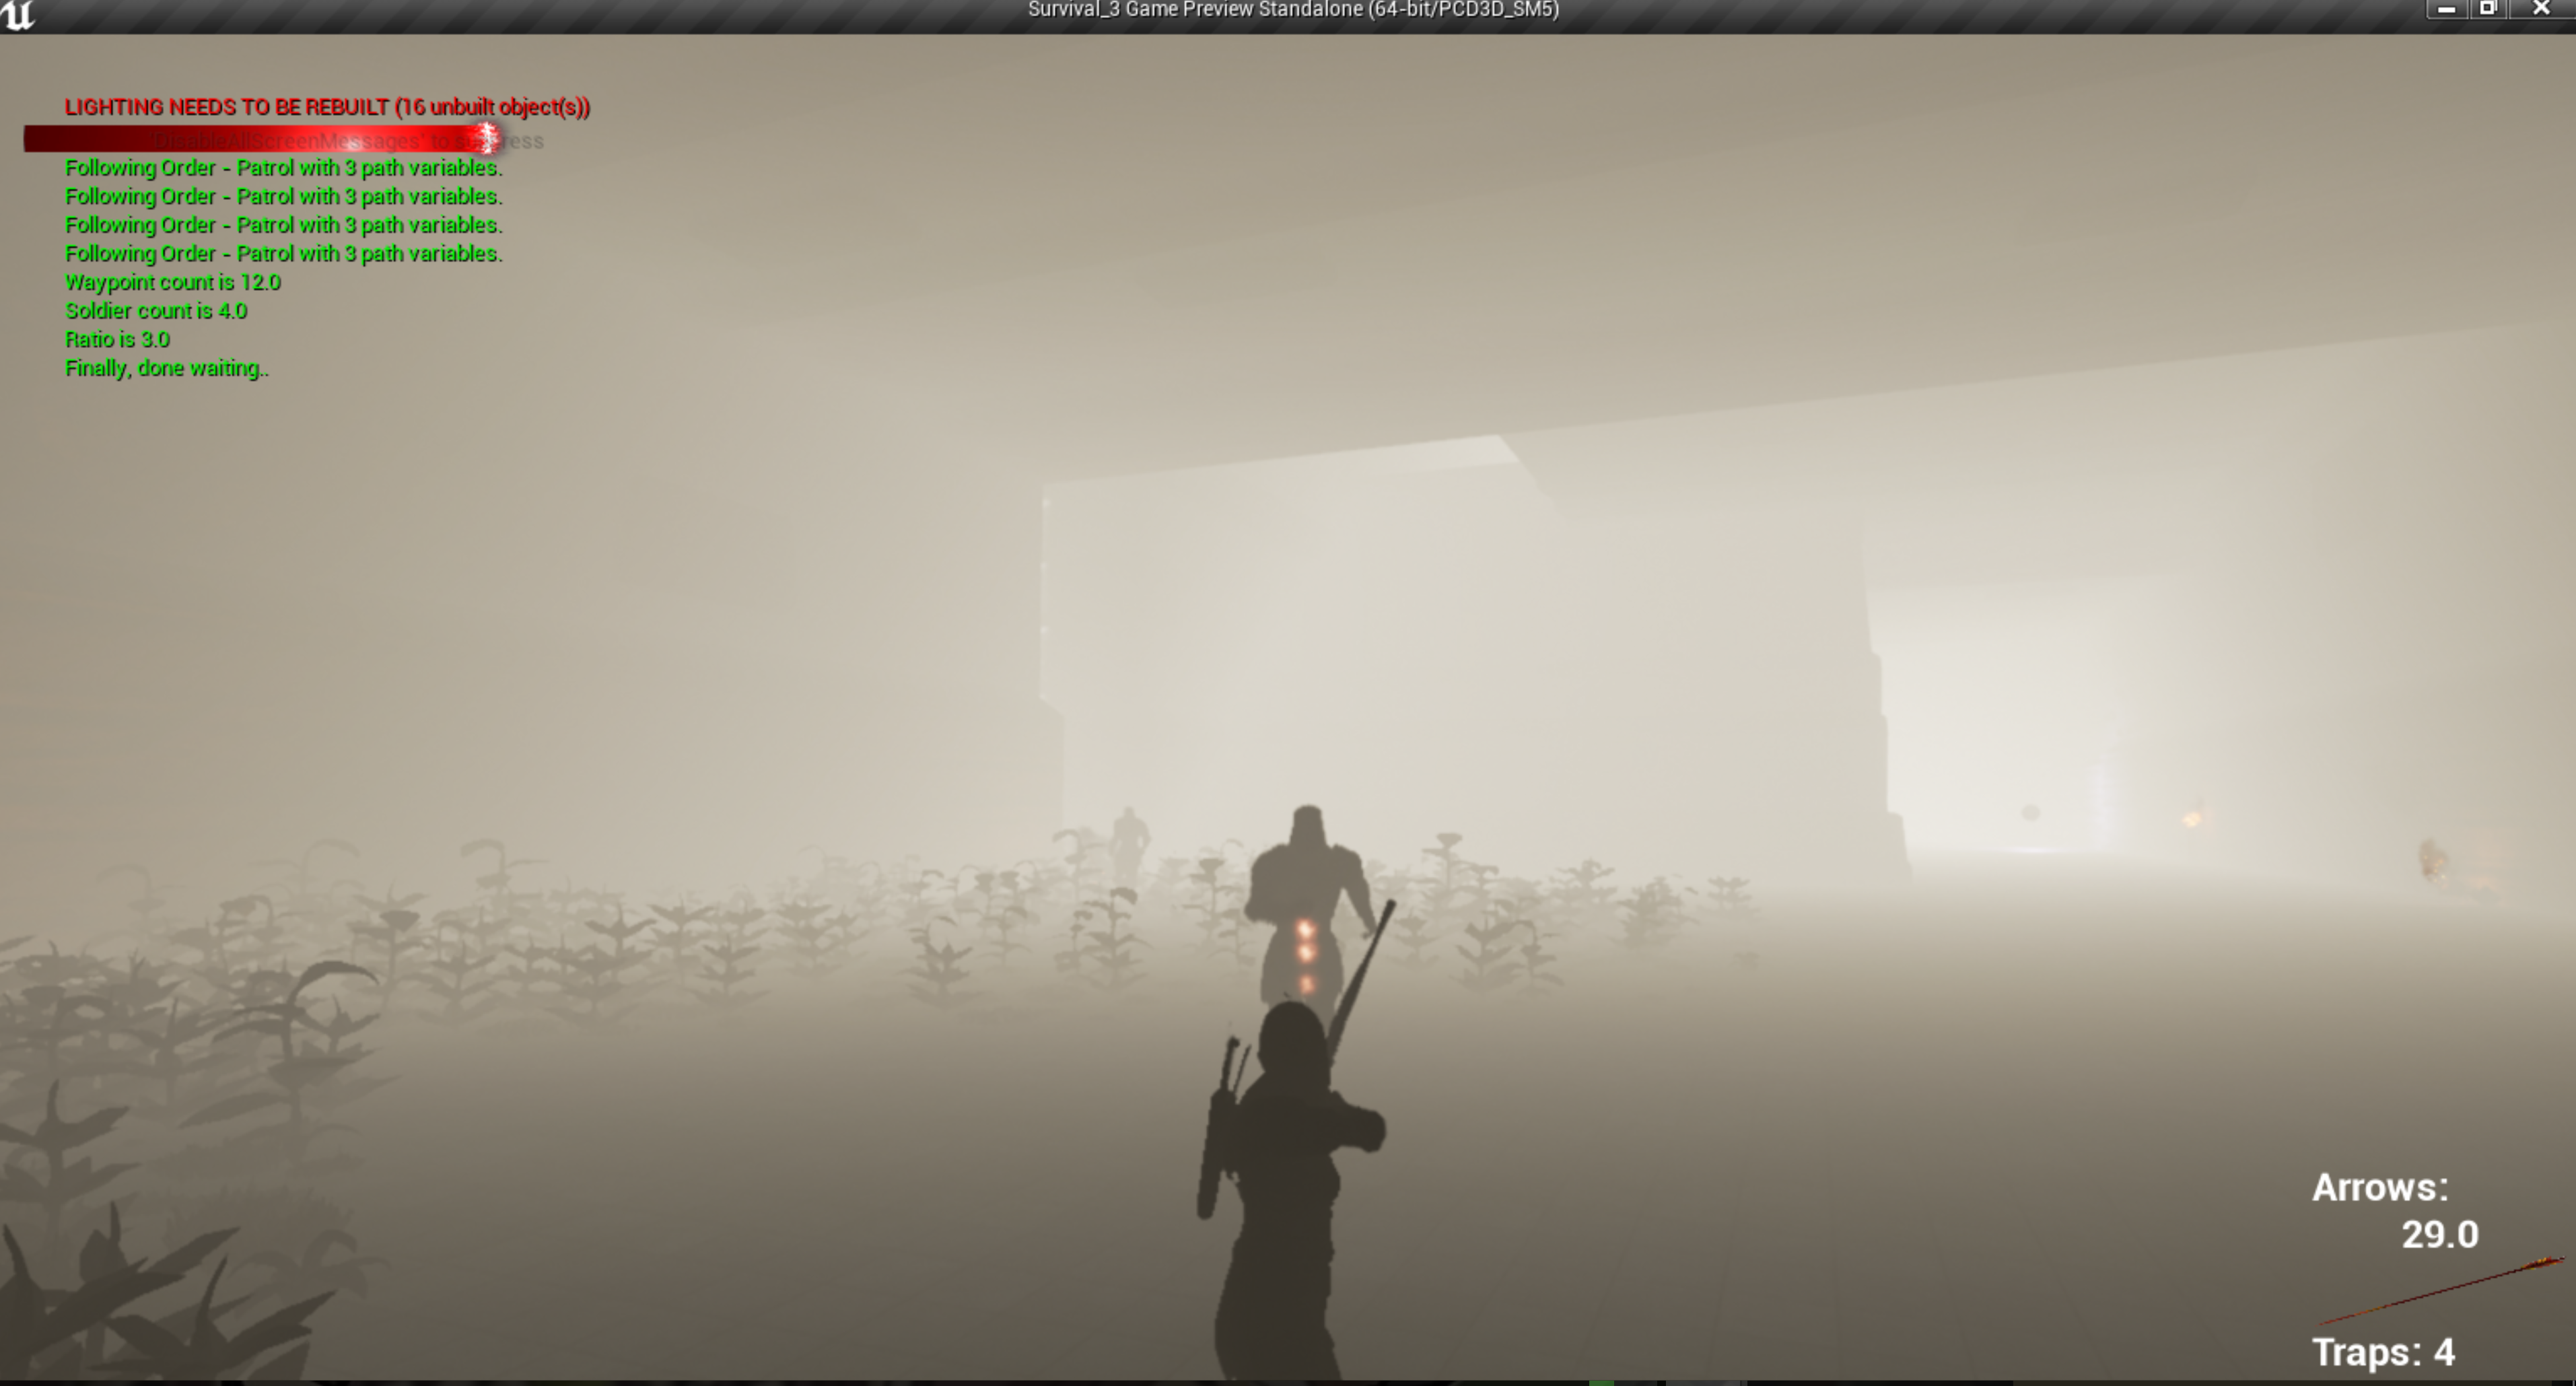 Survival_3 Game Preview Standalone (64-bit/PCD3D_SM5)
LIGHTING NEEDS TO BE REBUILT (16 unbuilt object(s))
'DisableAllScreenMessages' to suppress
Following Order - Patrol with 3 path variables.
Following Order - Patrol with 3 path variables.
Following Order - Patrol with 3 path variables.
Following Order - Patrol with 3 path variables.
Waypoint count is 12.0
Soldier count is 4.0
Ratio is 3.0
Finally, done waiting..
Arrows:
29.0
Traps: 4